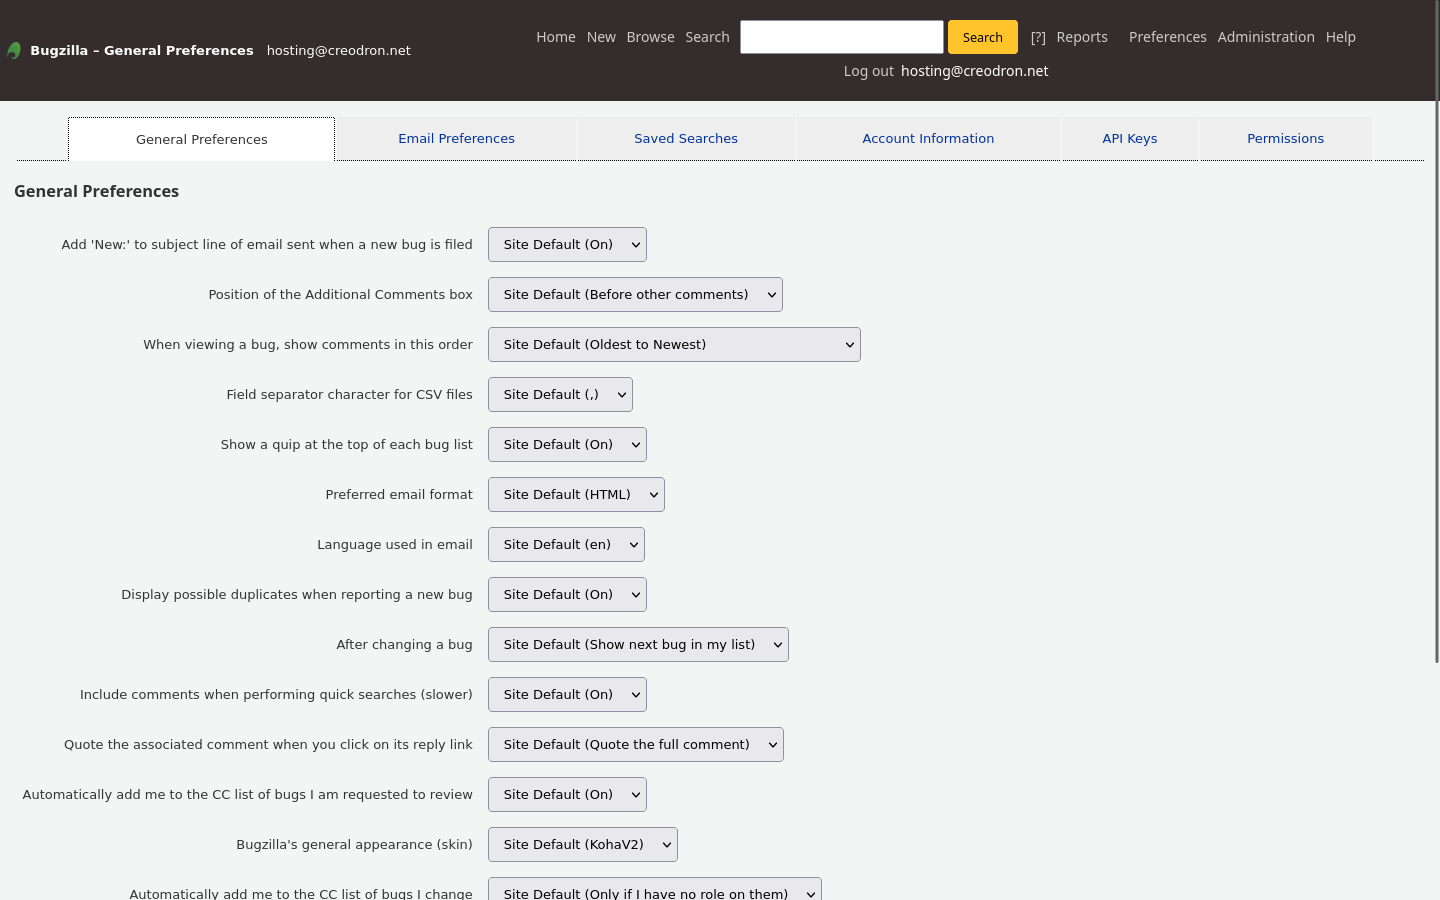 Bugzilla – General Preferences hosting@creodron.net
Home New Browse Search Search [?] Reports Preferences Administration Help
Log out hosting@creodron.net
General Preferences Email Preferences Saved Searches Account Information API Keys Permissions
General Preferences
Add 'New:' to subject line of email sent when a new bug is filed Site Default (On)
Position of the Additional Comments box Site Default (Before other comments)
When viewing a bug, show comments in this order Site Default (Oldest to Newest)
Field separator character for CSV files Site Default (,)
Show a quip at the top of each bug list Site Default (On)
Preferred email format Site Default (HTML)
Language used in email Site Default (en)
Display possible duplicates when reporting a new bug Site Default (On)
After changing a bug Site Default (Show next bug in my list)
Include comments when performing quick searches (slower) Site Default (On)
Quote the associated comment when you click on its reply link Site Default (Quote the full comment)
Automatically add me to the CC list of bugs I am requested to review Site Default (On)
Bugzilla's general appearance (skin) Site Default (KohaV2)
Automatically add me to the CC list of bugs I change Site Default (Only if I have no role on them)